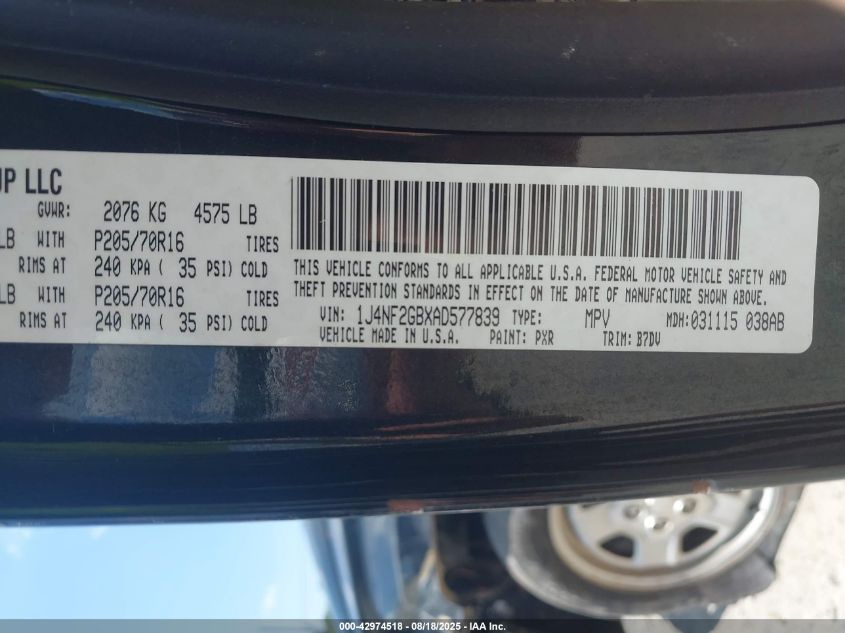 UP LLC
GVWR: 2076 KG 4575 LB
LB WITH P205/70R16 TIRES
RIMS AT 240 KPA ( 35 PSI) COLD
LB WITH P205/70R16 TIRES
RIMS AT 240 KPA ( 35 PSI) COLD
THIS VEHICLE CONFORMS TO ALL APPLICABLE U.S.A. FEDERAL MOTOR VEHICLE SAFETY AND
THEFT PREVENTION STANDARDS IN EFFECT ON THE DATE OF MANUFACTURE SHOWN ABOVE.
VIN: 1J4NF2GBXAD577839 TYPE: MPV MDH:031115 038AB
VEHICLE MADE IN U.S.A. PAINT: PXR TRIM: B7DV
000-42974518 - 08/18/2025 - IAA Inc.